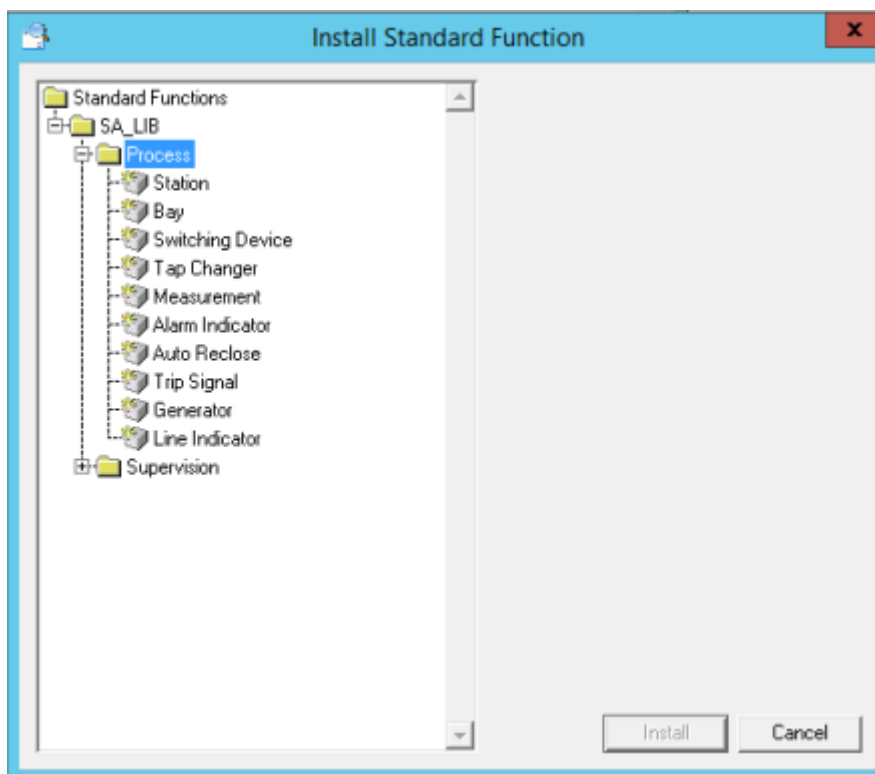 Install Standard Function
x
Standard Functions
SA_LIB
Process
Station
Bay
Switching Device
Tap Changer
Measurement
Alarm Indicator
Auto Reclose
Trip Signal
Generator
Line Indicator
Supervision
Install
Cancel